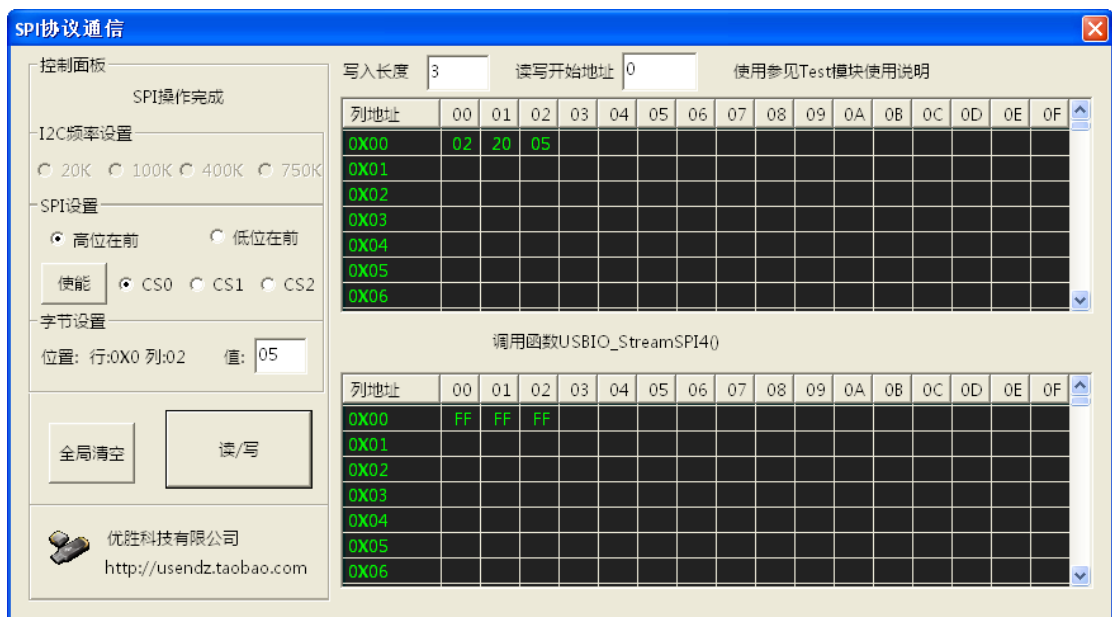 SPI协议通信
控制面板
SPI操作完成
I2C频率设置
20K 100K 400K 750K
SPI设置
高位在前 低位在前
使能 CS0 CS1 CS2
字节设置
位置: 行:0X0 列:02 值: 05
全局清空 读/写
优胜科技有限公司
http://usendz.taobao.com
写入长度 3 读写开始地址 0 使用参见Test模块使用说明
列地址 00 01 02 03 04 05 06 07 08 09 0A 0B 0C 0D 0E 0F
0X00 02 20 05
0X01
0X02
0X03
0X04
0X05
0X06
调用函数USBIO_StreamSPI4()
列地址 00 01 02 03 04 05 06 07 08 09 0A 0B 0C 0D 0E 0F
0X00 FF FF FF
0X01
0X02
0X03
0X04
0X05
0X06